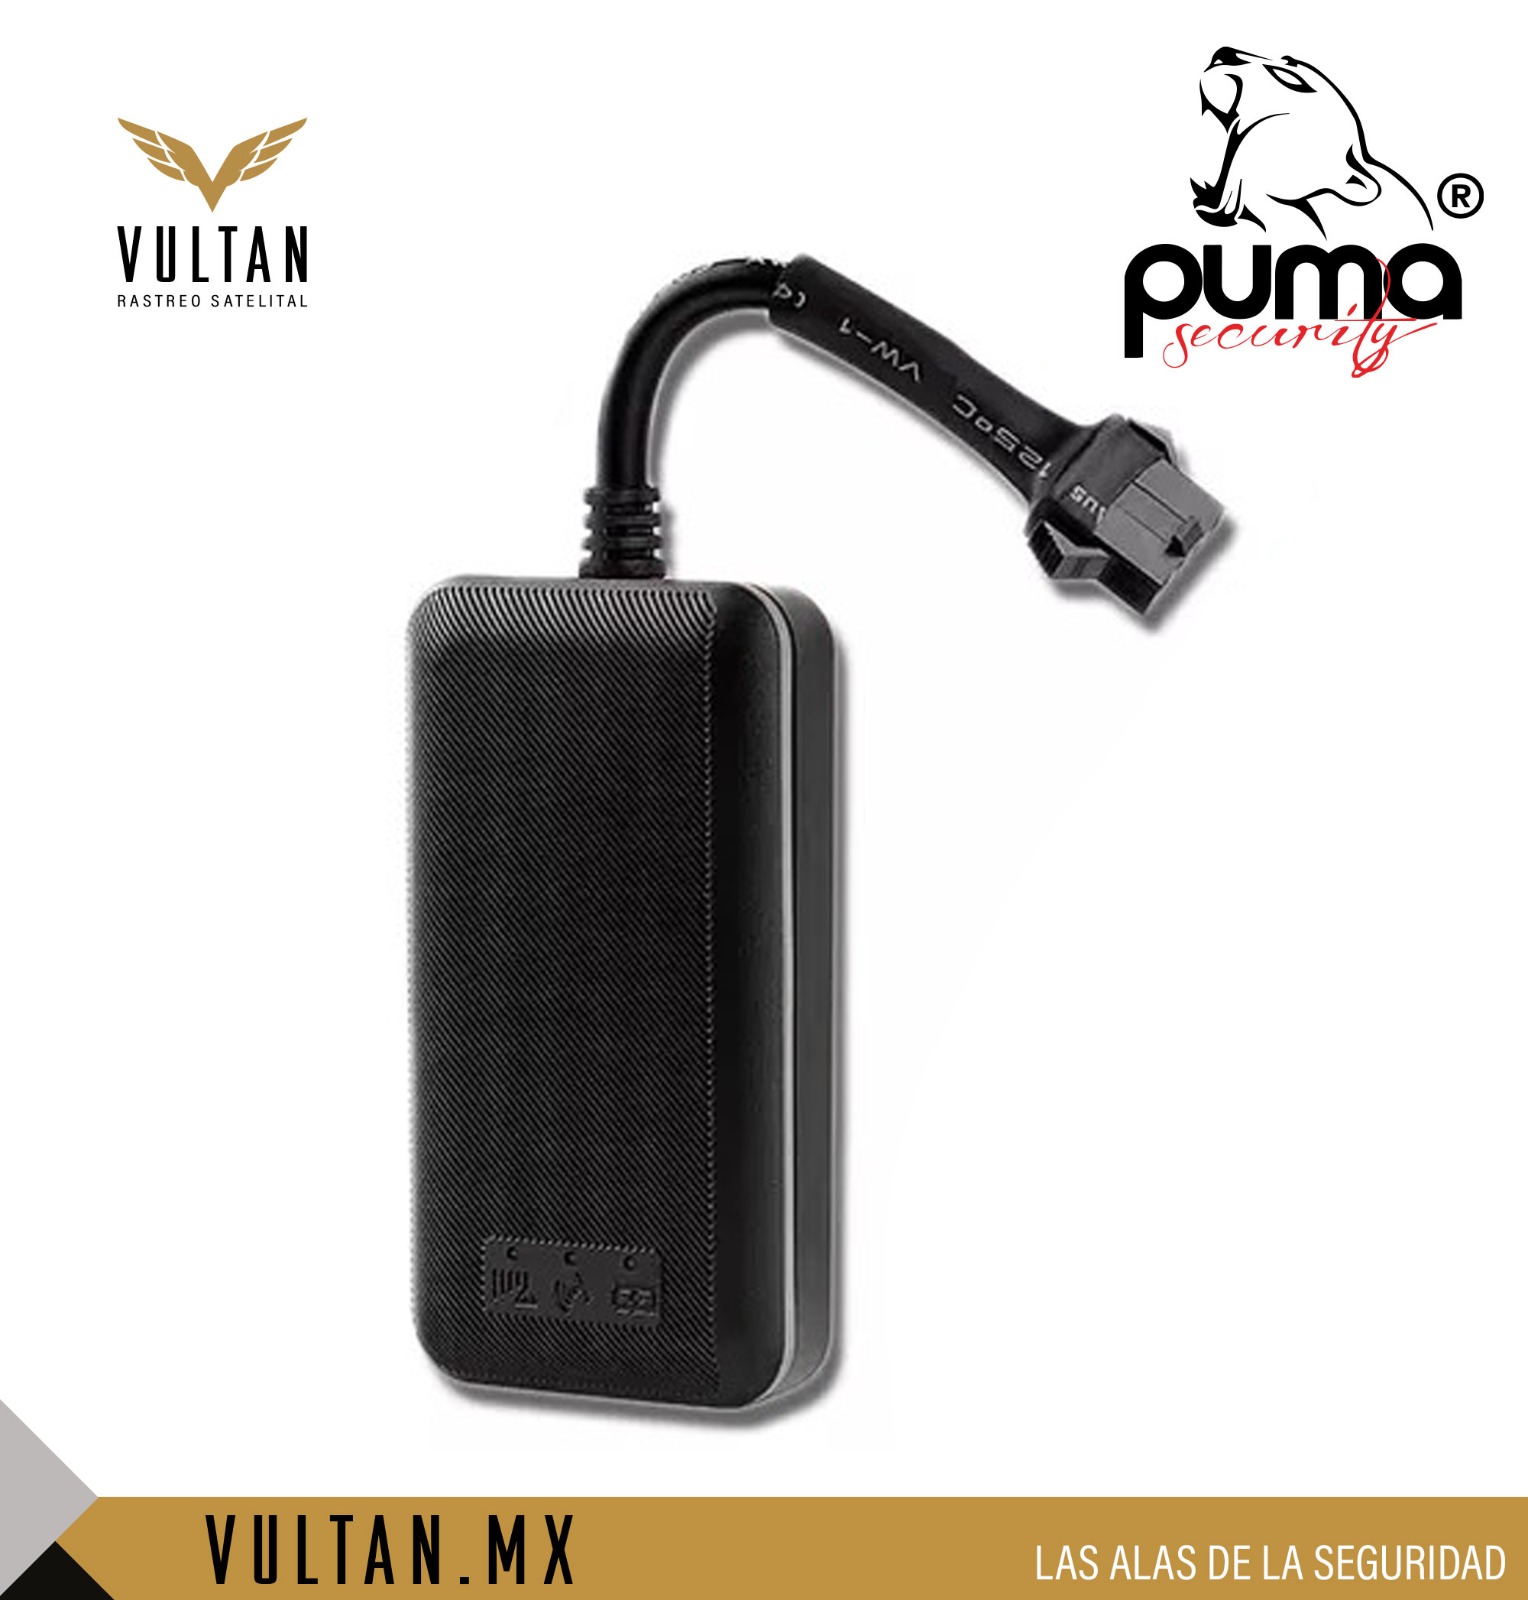 VULTAN
RASTREO SATELITAL
®
puma
security
VW-1
125°C
VULTAN.MX
LAS ALAS DE LA SEGURIDAD